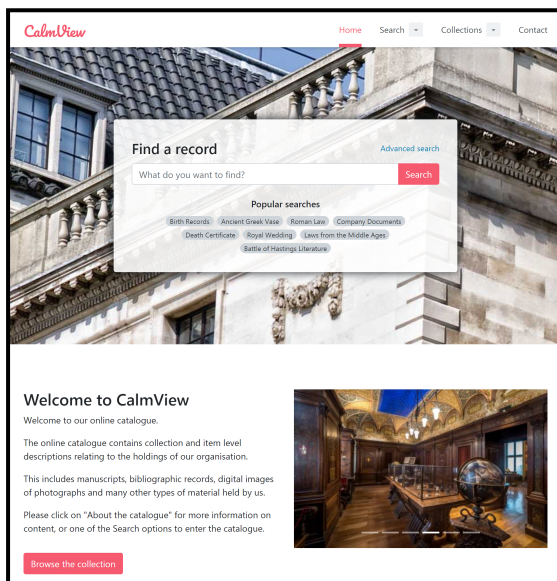 CalmView
Home Search Collections Contact
Find a record
Advanced search
What do you want to find? Search
Popular searches
Birth Records Ancient Greek Vase Roman Law Company Documents
Death Certificate Royal Wedding Laws from the Middle Ages
Battle of Hastings Literature
Welcome to CalmView
Welcome to our online catalogue.
The online catalogue contains collection and item level
descriptions relating to the holdings of our organisation.
This includes manuscripts, bibliographic records, digital images
of photographs and many other types of material held by us.
Please click on "About the catalogue" for more information on
content, or one of the Search options to enter the catalogue.
Browse the collection